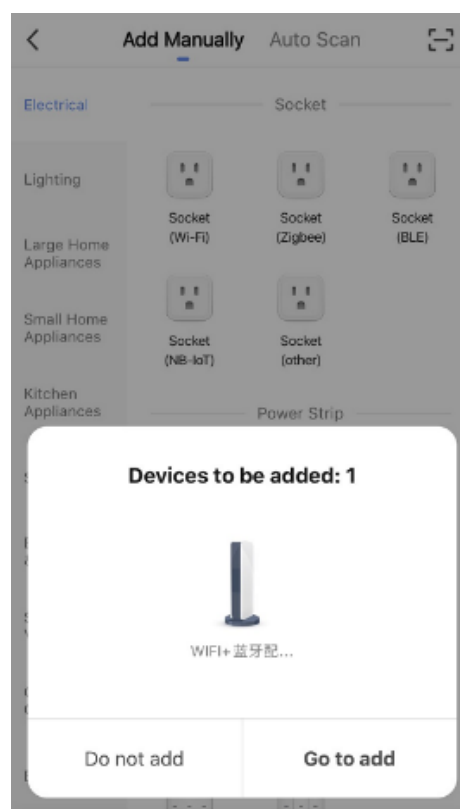 Add Manually Auto Scan
Electrical
Socket
Lighting
Socket
(Wi-Fi)
Socket
(Zigbee)
Socket
(BLE)
Large Home
Appliances
Small Home
Appliances
Socket
(NB-IoT)
Socket
(other)
Kitchen
Appliances
Power Strip
Devices to be added: 1
WIFI+蓝牙配...
Do not add
Go to add